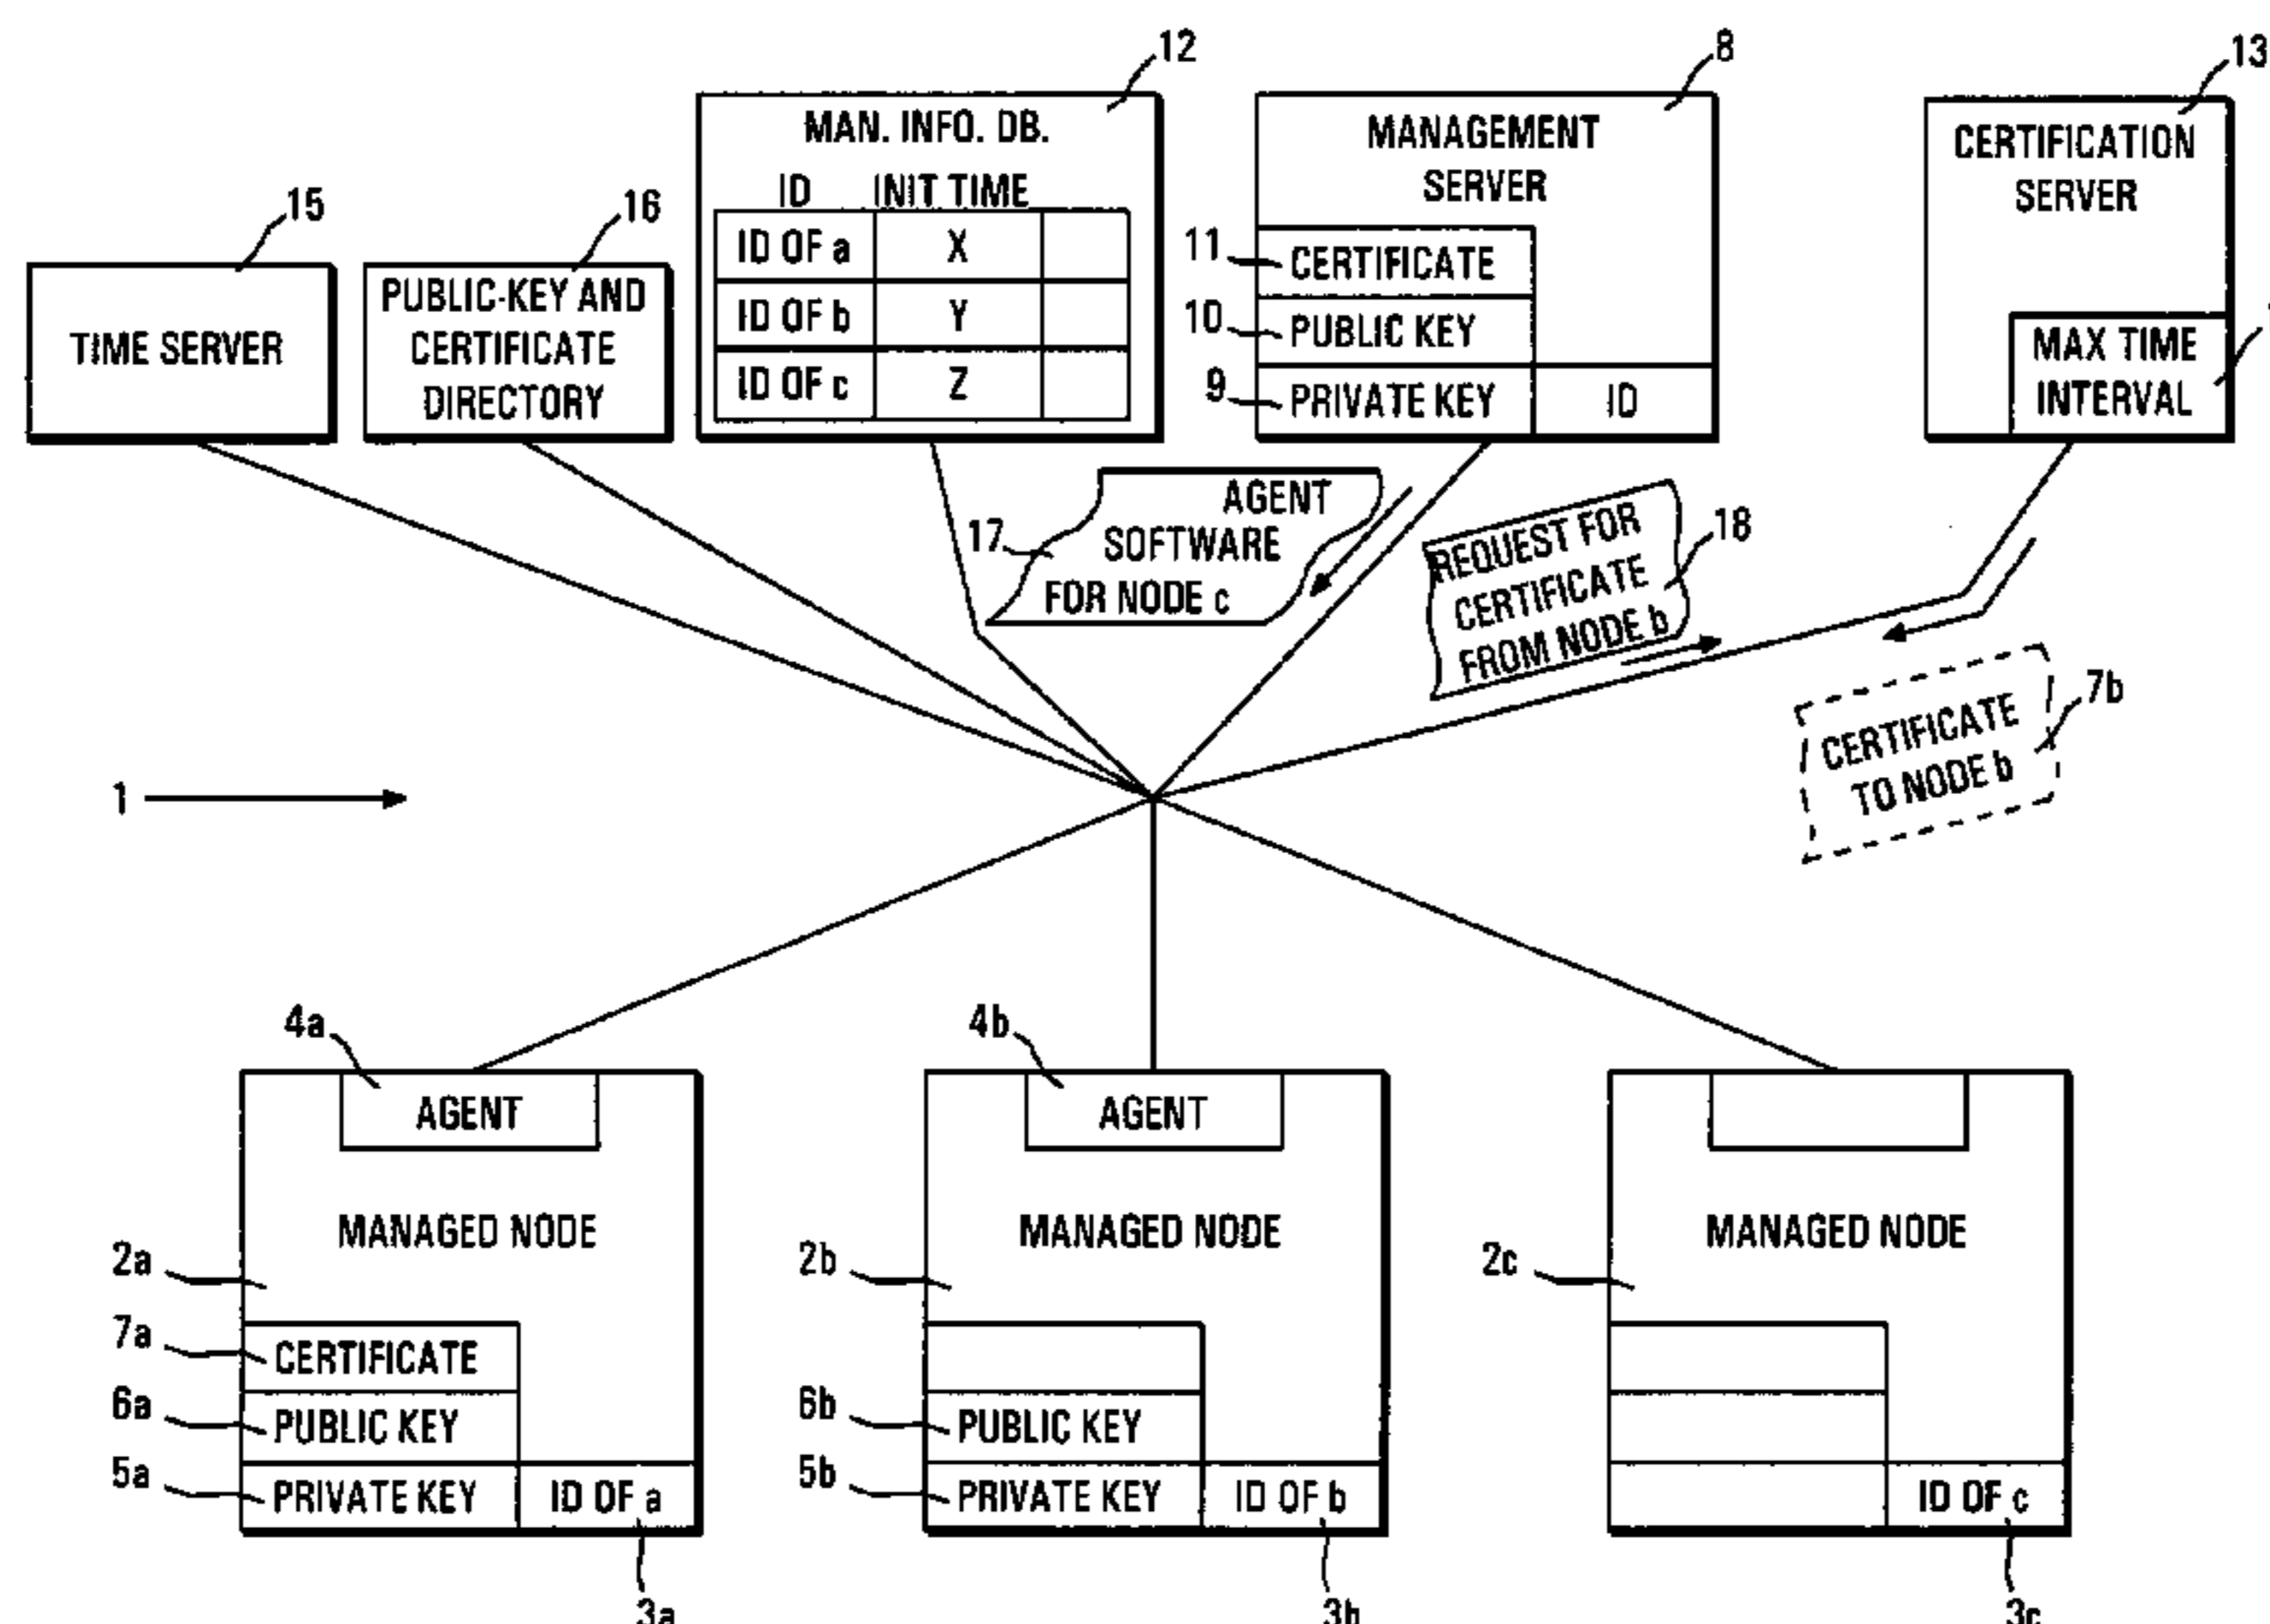 12
8
13
MAN. INFO. DB.
ID INIT TIME
ID OF a X
ID OF b Y
ID OF c Z
MANAGEMENT
SERVER
11 CERTIFICATE
10 PUBLIC KEY
9 PRIVATE KEY ID
CERTIFICATION
SERVER
MAX TIME
INTERVAL
15
TIME SERVER
16
PUBLIC-KEY AND
CERTIFICATE
DIRECTORY
17
AGENT
SOFTWARE
FOR NODE c
REQUEST FOR
CERTIFICATE
FROM NODE b
18
7b
CERTIFICATE
TO NODE b
1
4a
AGENT
MANAGED NODE
2a
7a CERTIFICATE
6a PUBLIC KEY
5a PRIVATE KEY ID OF a
3a
4b
AGENT
MANAGED NODE
2b
6b PUBLIC KEY
5b PRIVATE KEY ID OF b
3b
MANAGED NODE
2c
ID OF c
3c